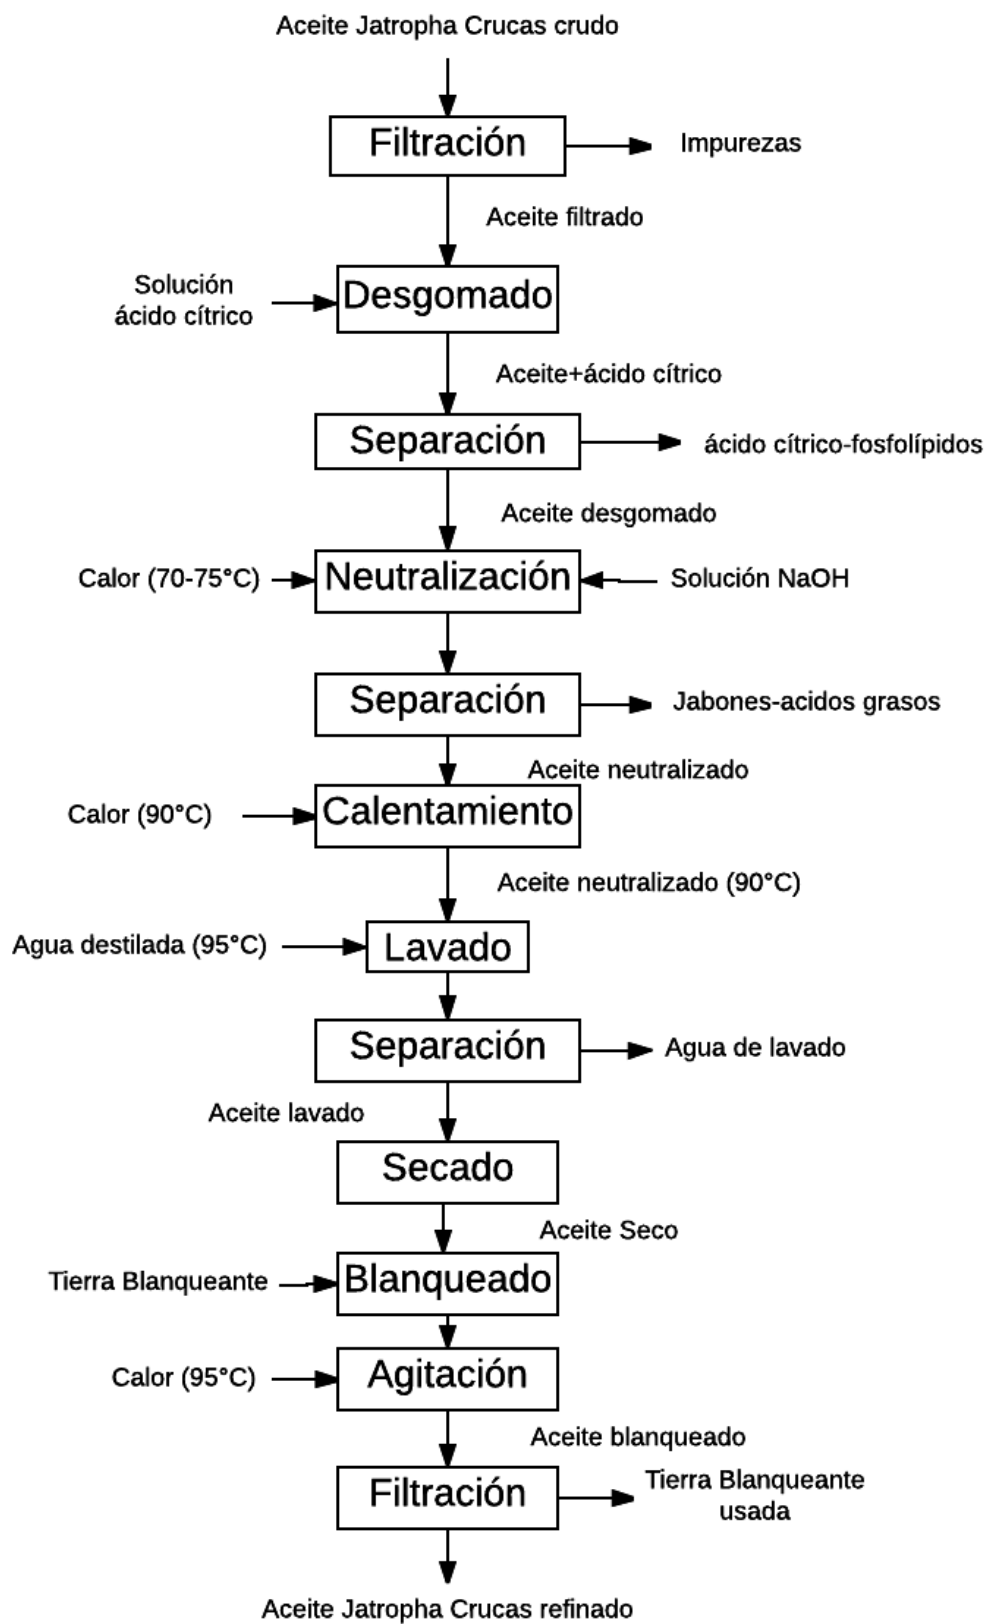 Aceite Jatropha Crucas crudo
Filtración
Impurezas
Aceite filtrado
Solución
ácido cítrico
Desgomado
Aceite+ácido cítrico
Separación
ácido cítrico-fosfolípidos
Aceite desgomado
Calor (70-75°C)
Neutralización
Solución NaOH
Separación
Jabones-acidos grasos
Aceite neutralizado
Calor (90°C)
Calentamiento
Aceite neutralizado (90°C)
Agua destilada (95°C)
Lavado
Separación
Agua de lavado
Aceite lavado
Secado
Aceite Seco
Tierra Blanqueante
Blanqueado
Calor (95°C)
Agitación
Aceite blanqueado
Filtración
Tierra Blanqueante
usada
Aceite Jatropha Crucas refinado